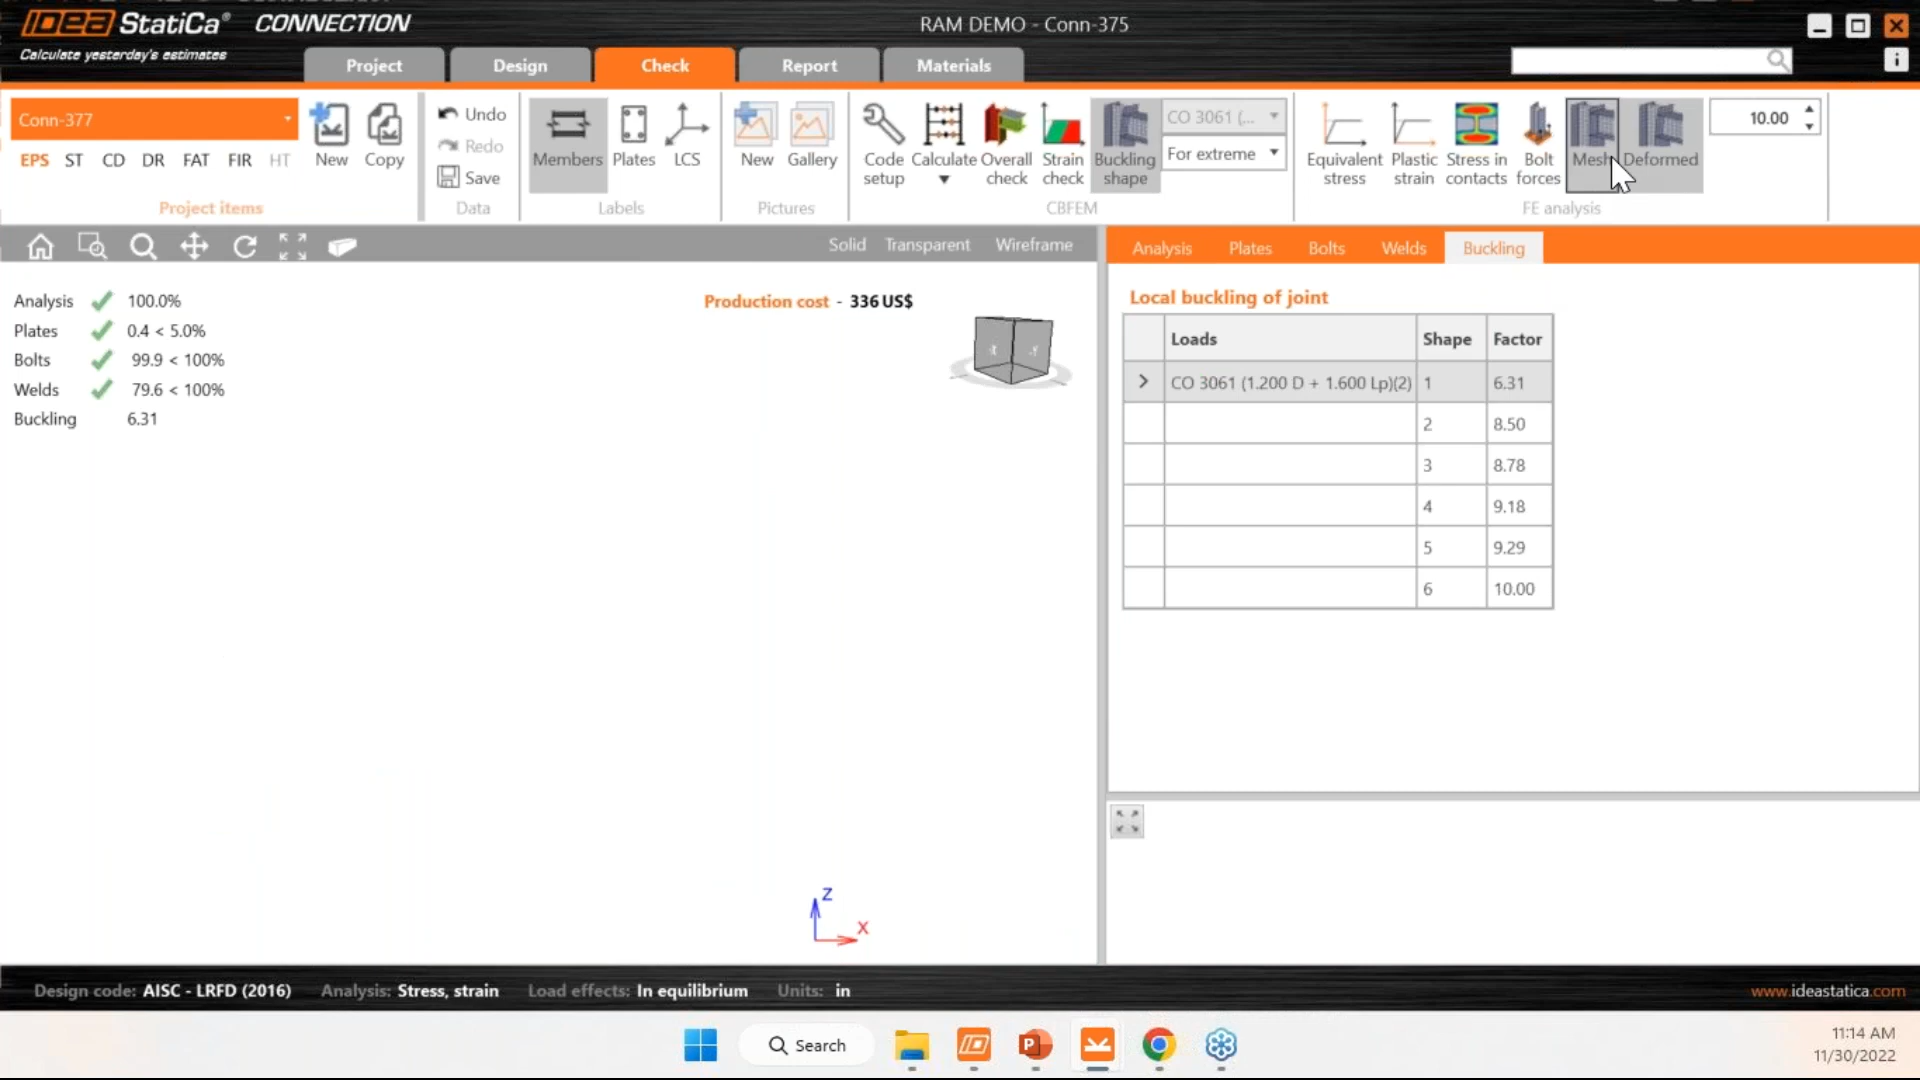 IDEA StatiCa® CONNECTION
Calculate yesterday's estimates
RAM DEMO - Conn-375
Project Design Check Report Materials
Conn-377
EPS ST CD DR FAT FIR HT
New Copy
Project items
Undo
Redo
Save
Data
Members Plates LCS
Labels
New Gallery
Pictures
Code setup Calculate Overall check Strain check Buckling shape
CO 3061 (...
For extreme
CBFEM
Equivalent stress Plastic strain Stress in contacts Bolt forces Mesh Deformed
10.00
FE analysis
Solid Transparent Wireframe
Analysis 100.0%
Plates 0.4 < 5.0%
Bolts 99.9 < 100%
Welds 79.6 < 100%
Buckling 6.31
Production cost - 336 US$
Z
X
Analysis Plates Bolts Welds Buckling
Local buckling of joint
Loads Shape Factor
> CO 3061 (1.200 D + 1.600 Lp)(2) 1 6.31
2 8.50
3 8.78
4 9.18
5 9.29
6 10.00
Design code: AISC - LRFD (2016) Analysis: Stress, strain Load effects: In equilibrium Units: in
www.ideastatica.com
Search
11:14 AM
11/30/2022